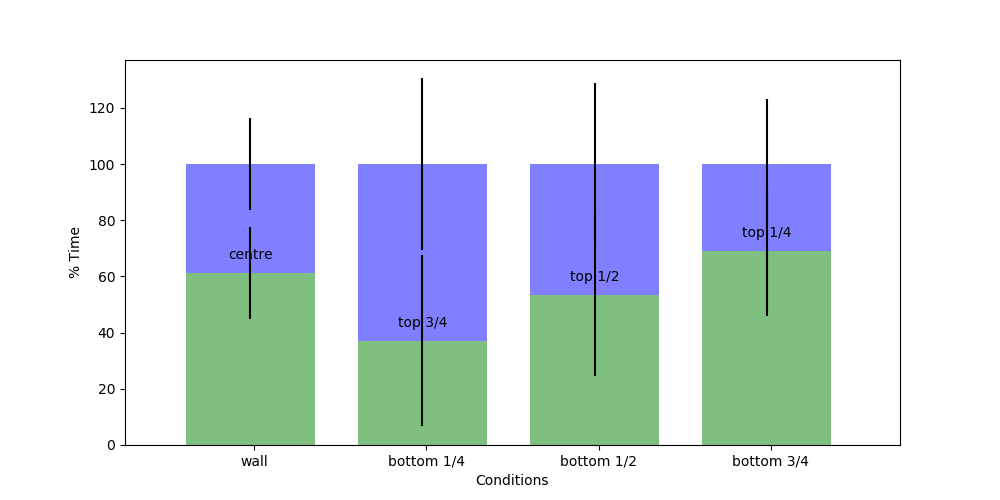 120
100
80
60
40
20
0
% Time
centre
top 3/4
top 1/2
top 1/4
wall
bottom 1/4
bottom 1/2
bottom 3/4
Conditions